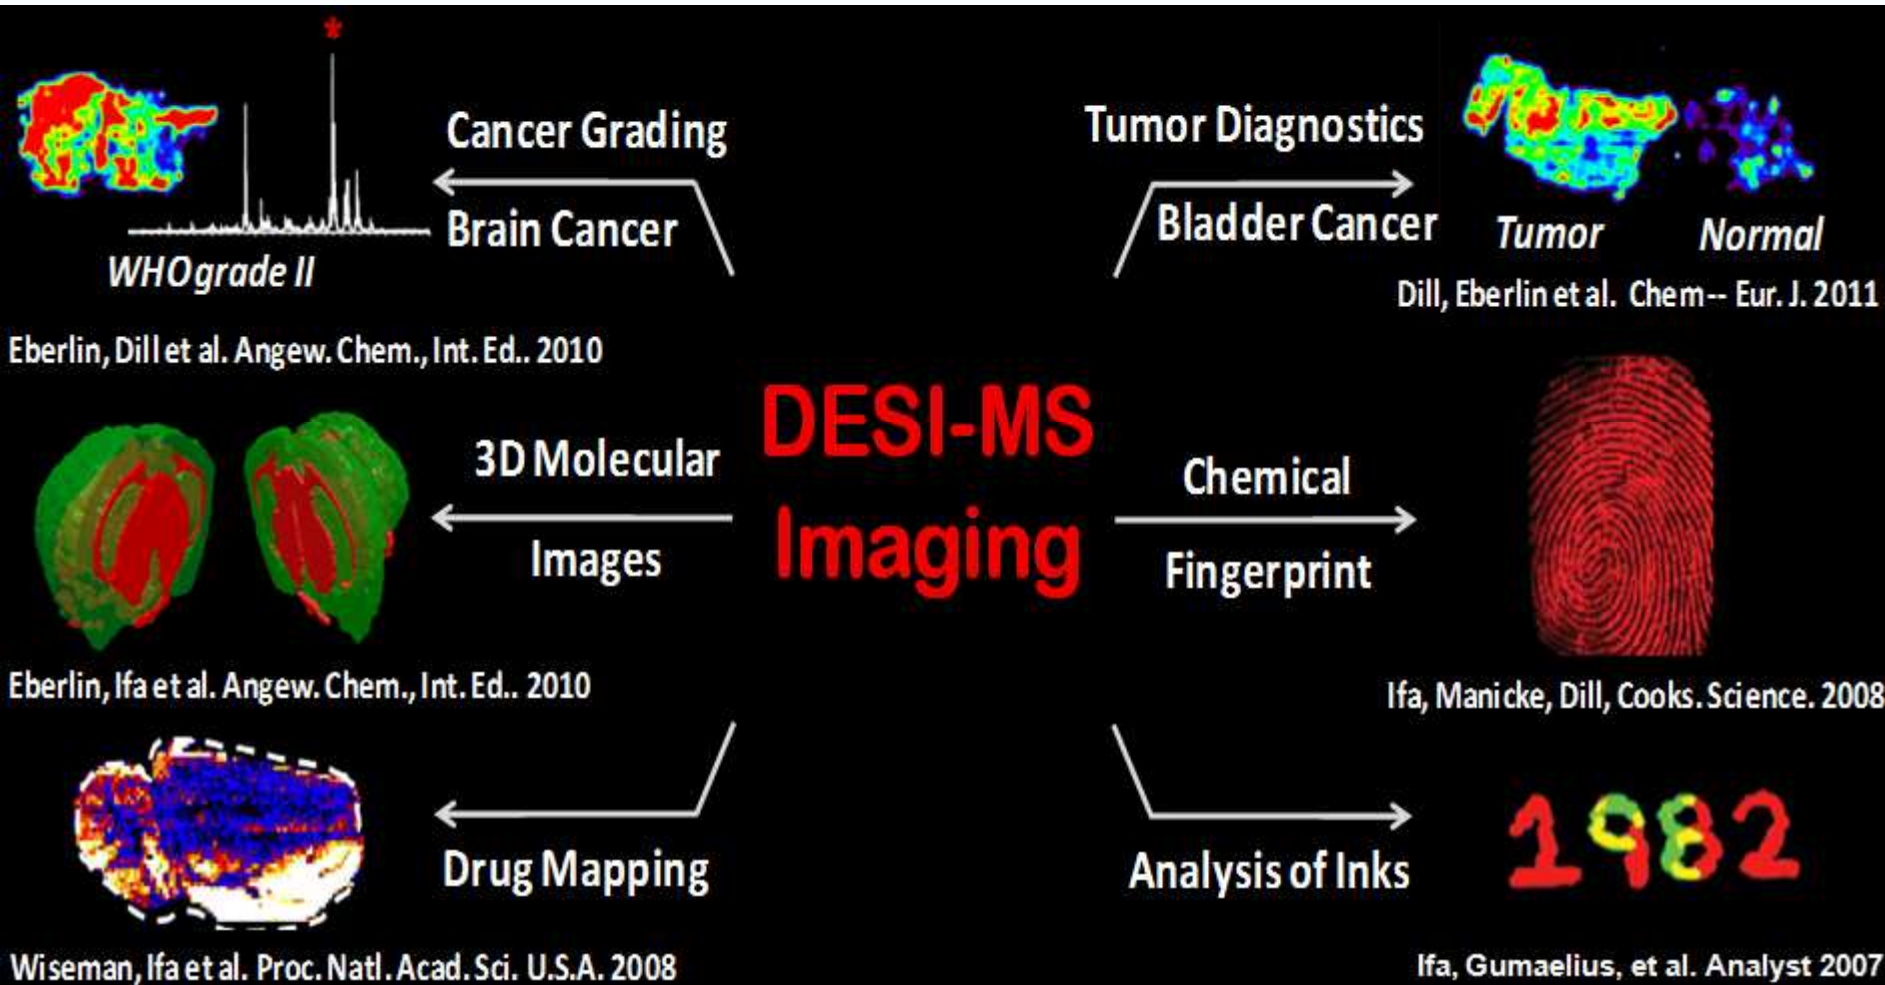 *
Cancer Grading
Brain Cancer
WHOgrade II
Eberlin, Dill et al. Angew. Chem., Int. Ed.. 2010
Tumor Diagnostics
Bladder Cancer
Tumor
Normal
Dill, Eberlin et al. Chem-- Eur. J. 2011
DESI-MS
Imaging
3D Molecular
Images
Eberlin, Ifa et al. Angew. Chem., Int. Ed.. 2010
Chemical
Fingerprint
Ifa, Manicke, Dill, Cooks. Science. 2008
Drug Mapping
Wiseman, Ifa et al. Proc. Natl. Acad. Sci. U.S.A. 2008
1982
Analysis of Inks
Ifa, Gumaelius, et al. Analyst 2007